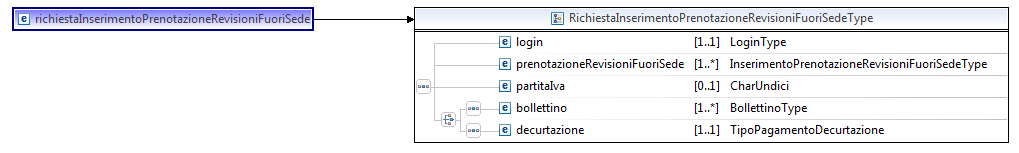 e richiestaInserimentoPrenotazioneRevisioniFuoriSede
RichiestaInserimentoPrenotazioneRevisioniFuoriSedeType
e login [1..1] LoginType
e prenotazioneRevisioniFuoriSede [1..*] InserimentoPrenotazioneRevisioniFuoriSedeType
e partitaIva [0..1] CharUndici
e bollettino [1..*] BollettinoType
e decurtazione [1..1] TipoPagamentoDecurtazione